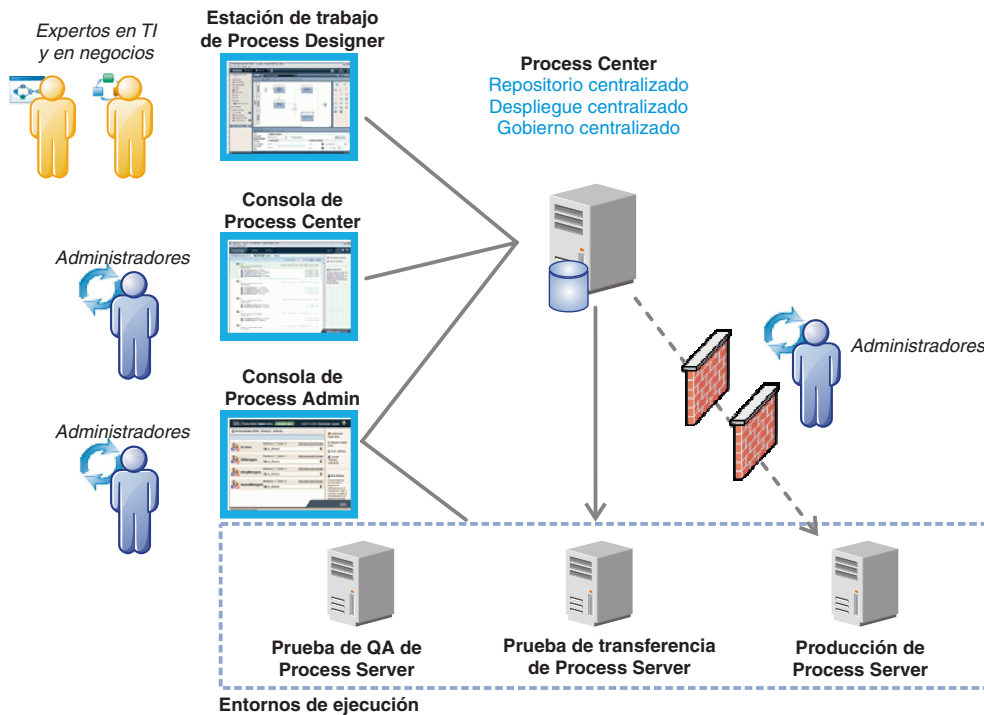 Expertos en TI
y en negocios
Estación de trabajo
de Process Designer
Process Center
Repositorio centralizado
Despliegue centralizado
Gobierno centralizado
Consola de
Process Center
Administradores
Consola de
Process Admin
Administradores
Administradores
Prueba de QA de
Process Server
Prueba de transferencia
de Process Server
Producción de
Process Server
Entornos de ejecución